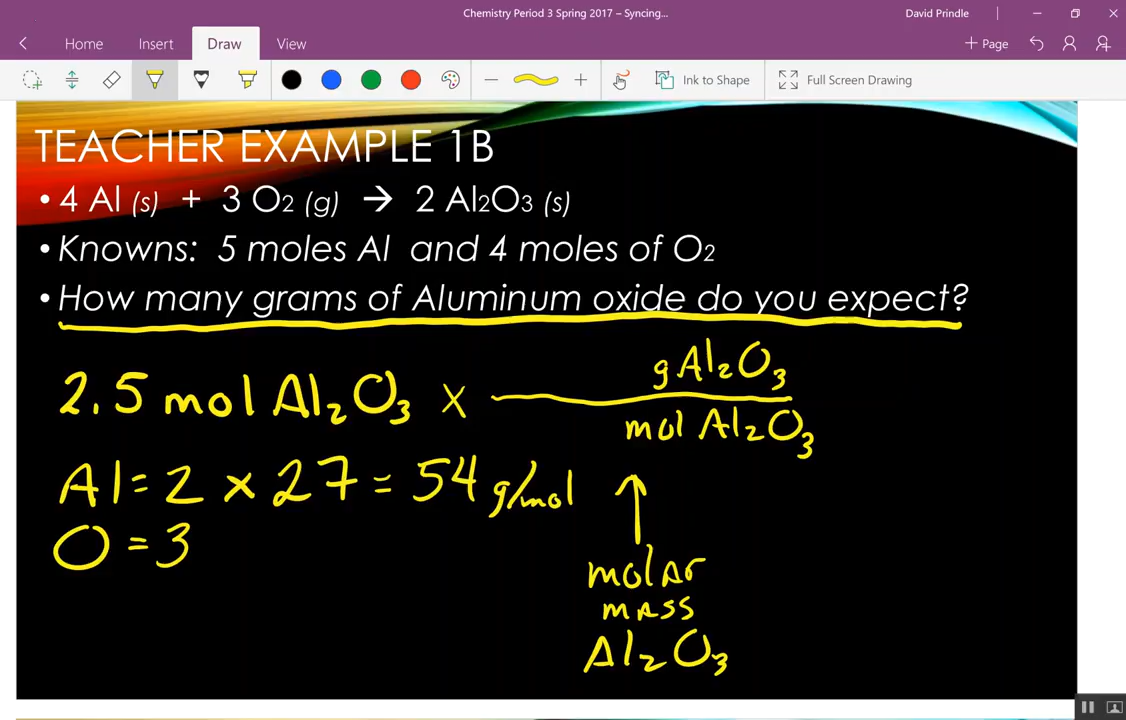 Chemistry Period 3 Spring 2017 – Syncing...
David Prindle
Home Insert Draw View
+ Page
Ink to Shape
Full Screen Drawing
TEACHER EXAMPLE 1B
• 4 Al (s) + 3 O₂ (g) → 2 Al₂O₃ (s)
• Knowns: 5 moles Al and 4 moles of O₂
• How many grams of Aluminum oxide do you expect?
g Al₂O₃
2.5 mol Al₂O₃ x
mol Al₂O₃
Al = 2 x 27 = 54 g/mol
O = 3
molar
mass
Al₂O₃